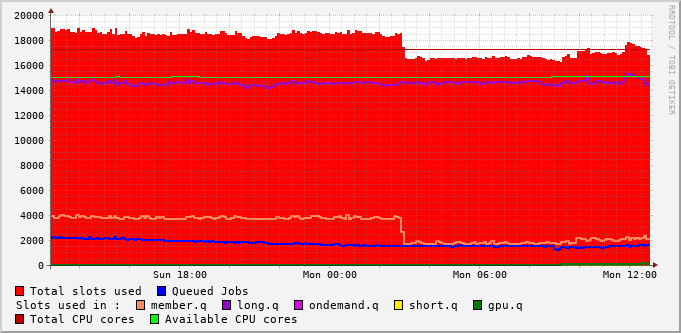 20000
18000
16000
14000
12000
10000
8000
6000
4000
2000
0
Sun 18:00 Mon 00:00 Mon 06:00 Mon 12:00
Total slots used Queued Jobs
Slots used in : member.q long.q ondemand.q short.q gpu.q
Total CPU cores Available CPU cores
RRDTOOL / TOBI OETIKER